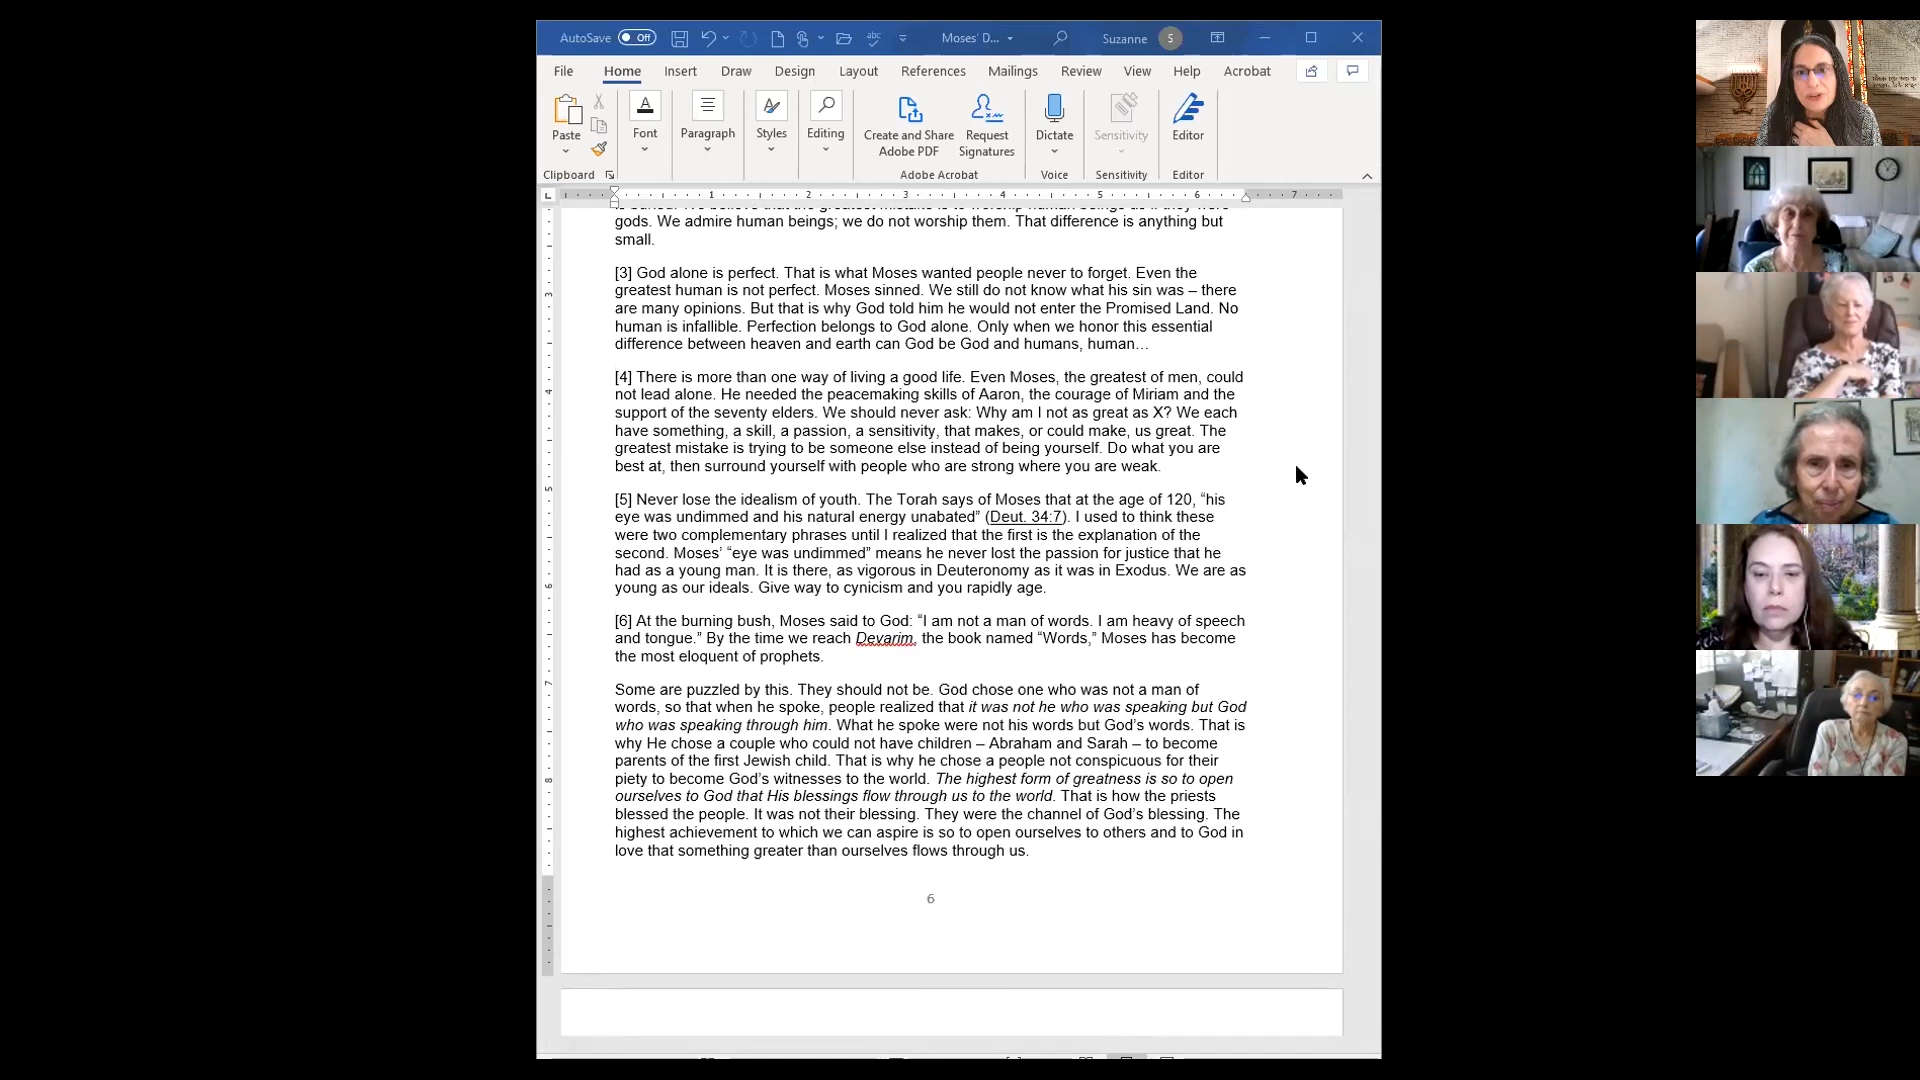 AutoSave Off Moses' D... Suzanne S
File Home Insert Draw Design Layout References Mailings Review View Help Acrobat
Paste Font Paragraph Styles Editing Create and Share Adobe PDF Request Signatures Dictate Sensitivity Editor
Clipboard Adobe Acrobat Voice Sensitivity Editor
1 2 3 4 5 6 7
gods. We admire human beings; we do not worship them. That difference is anything but
small.
[3] God alone is perfect. That is what Moses wanted people never to forget. Even the
greatest human is not perfect. Moses sinned. We still do not know what his sin was – there
are many opinions. But that is why God told him he would not enter the Promised Land. No
human is infallible. Perfection belongs to God alone. Only when we honor this essential
difference between heaven and earth can God be God and humans, human…
[4] There is more than one way of living a good life. Even Moses, the greatest of men, could
not lead alone. He needed the peacemaking skills of Aaron, the courage of Miriam and the
support of the seventy elders. We should never ask: Why am I not as great as X? We each
have something, a skill, a passion, a sensitivity, that makes, or could make, us great. The
greatest mistake is trying to be someone else instead of being yourself. Do what you are
best at, then surround yourself with people who are strong where you are weak.
[5] Never lose the idealism of youth. The Torah says of Moses that at the age of 120, “his
eye was undimmed and his natural energy unabated” (Deut. 34:7). I used to think these
were two complementary phrases until I realized that the first is the explanation of the
second. Moses’ “eye was undimmed” means he never lost the passion for justice that he
had as a young man. It is there, as vigorous in Deuteronomy as it was in Exodus. We are as
young as our ideals. Give way to cynicism and you rapidly age.
[6] At the burning bush, Moses said to God: “I am not a man of words. I am heavy of speech
and tongue.” By the time we reach Devarim, the book named “Words,” Moses has become
the most eloquent of prophets.
Some are puzzled by this. They should not be. God chose one who was not a man of
words, so that when he spoke, people realized that it was not he who was speaking but God
who was speaking through him. What he spoke were not his words but God’s words. That is
why He chose a couple who could not have children – Abraham and Sarah – to become
parents of the first Jewish child. That is why he chose a people not conspicuous for their
piety to become God’s witnesses to the world. The highest form of greatness is so to open
ourselves to God that His blessings flow through us to the world. That is how the priests
blessed the people. It was not their blessing. They were the channel of God’s blessing. The
highest achievement to which we can aspire is so to open ourselves to others and to God in
love that something greater than ourselves flows through us.
6